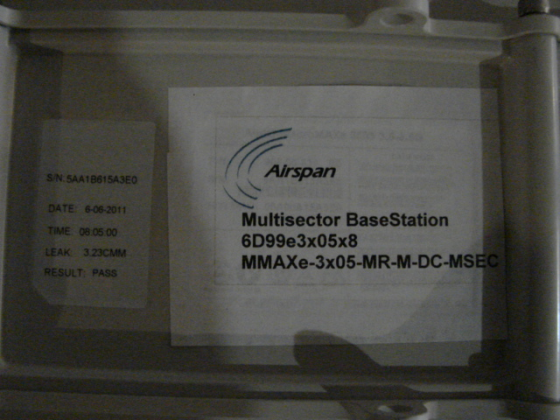 S/N:5AA1B615A3E0
DATE: 6-06-2011
TIME: 08:05:00
LEAK: 3.23CMM
RESULT: PASS
Airspan
Multisector BaseStation
6D99e3x05x8
MMAXe-3x05-MR-M-DC-MSEC